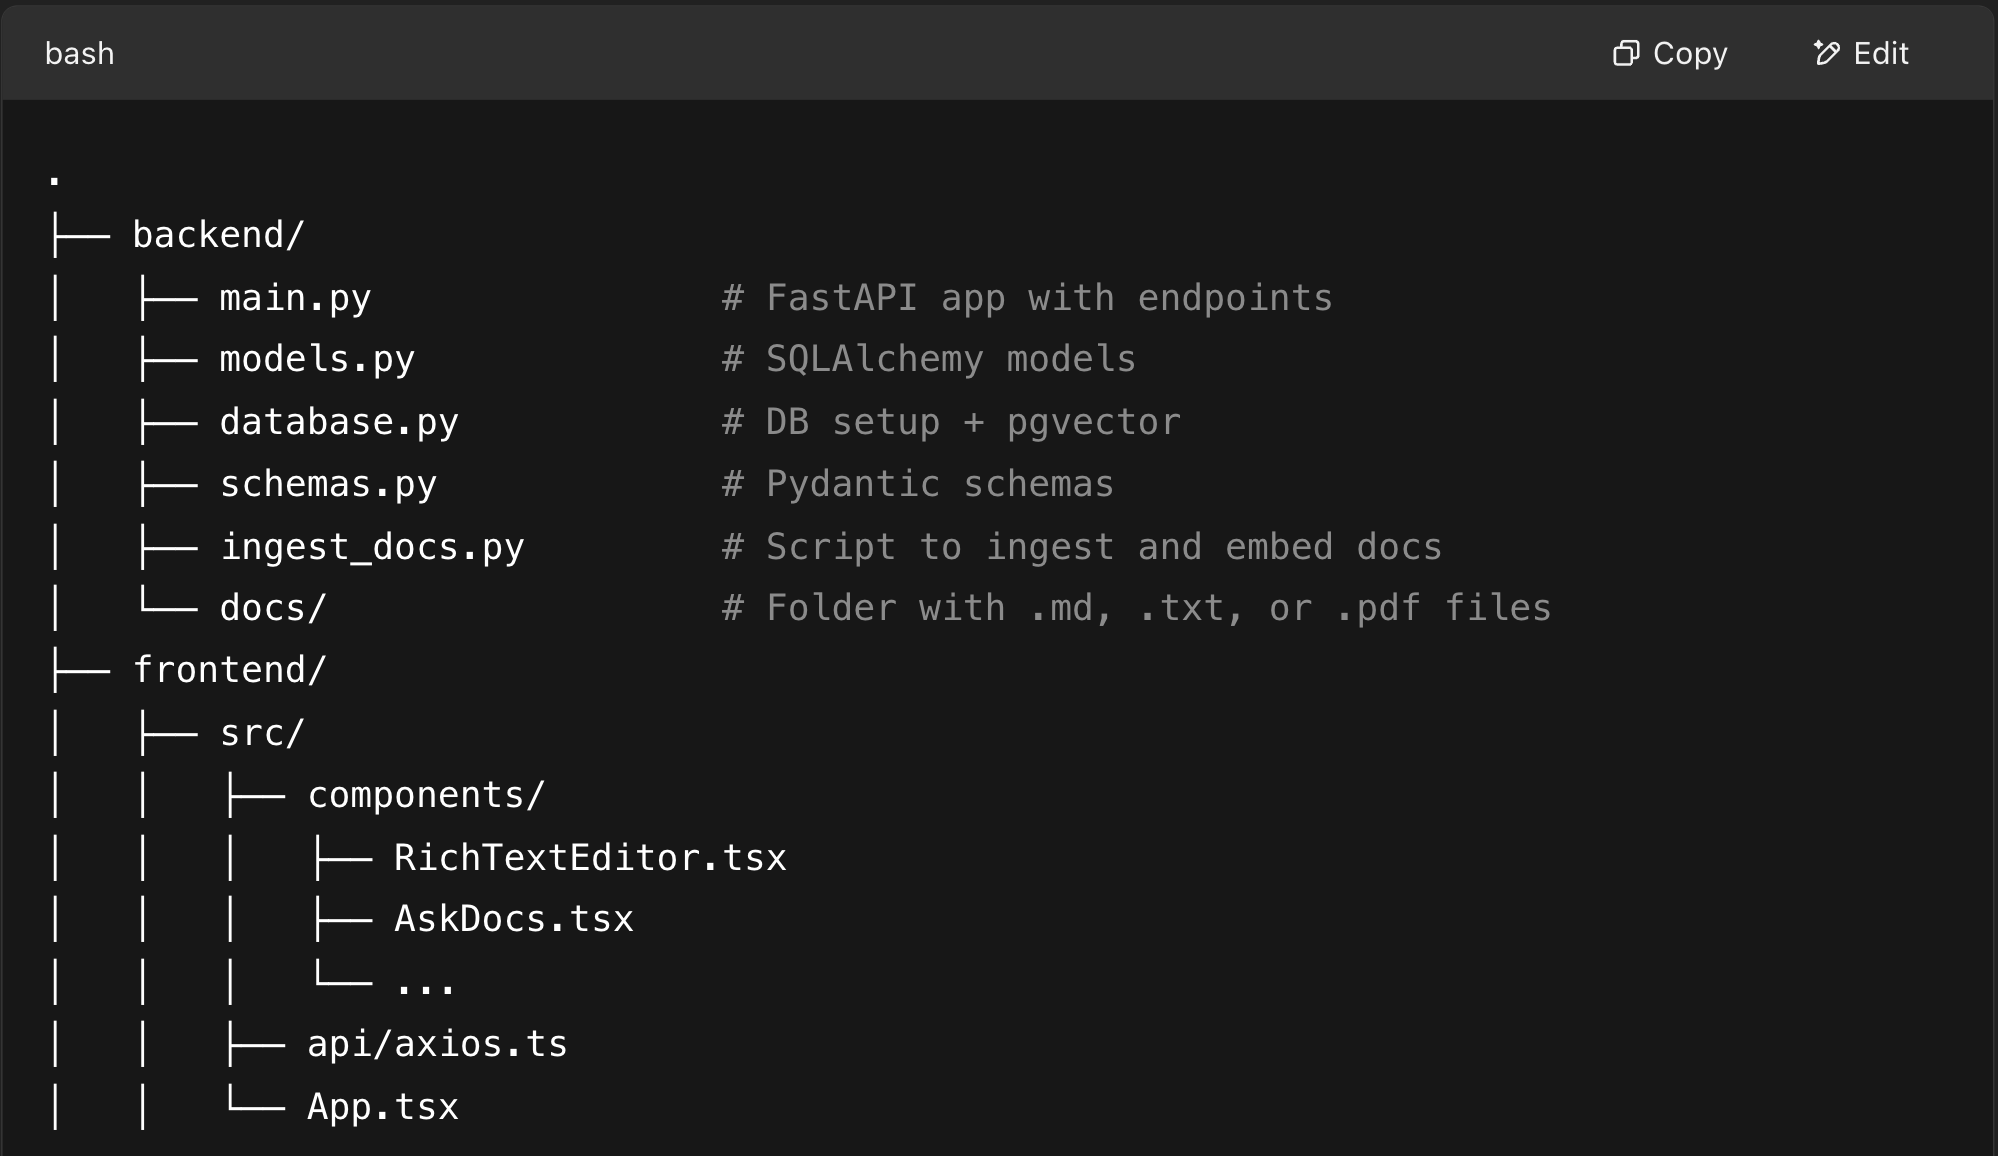 bash
Copy
Edit
.
├── backend/
│   ├── main.py                # FastAPI app with endpoints
│   ├── models.py              # SQLAlchemy models
│   ├── database.py            # DB setup + pgvector
│   ├── schemas.py             # Pydantic schemas
│   ├── ingest_docs.py         # Script to ingest and embed docs
│   └── docs/                  # Folder with .md, .txt, or .pdf files
├── frontend/
│   ├── src/
│   │   ├── components/
│   │   │   ├── RichTextEditor.tsx
│   │   │   ├── AskDocs.tsx
│   │   │   └── ...
│   │   ├── api/axios.ts
│   │   └── App.tsx